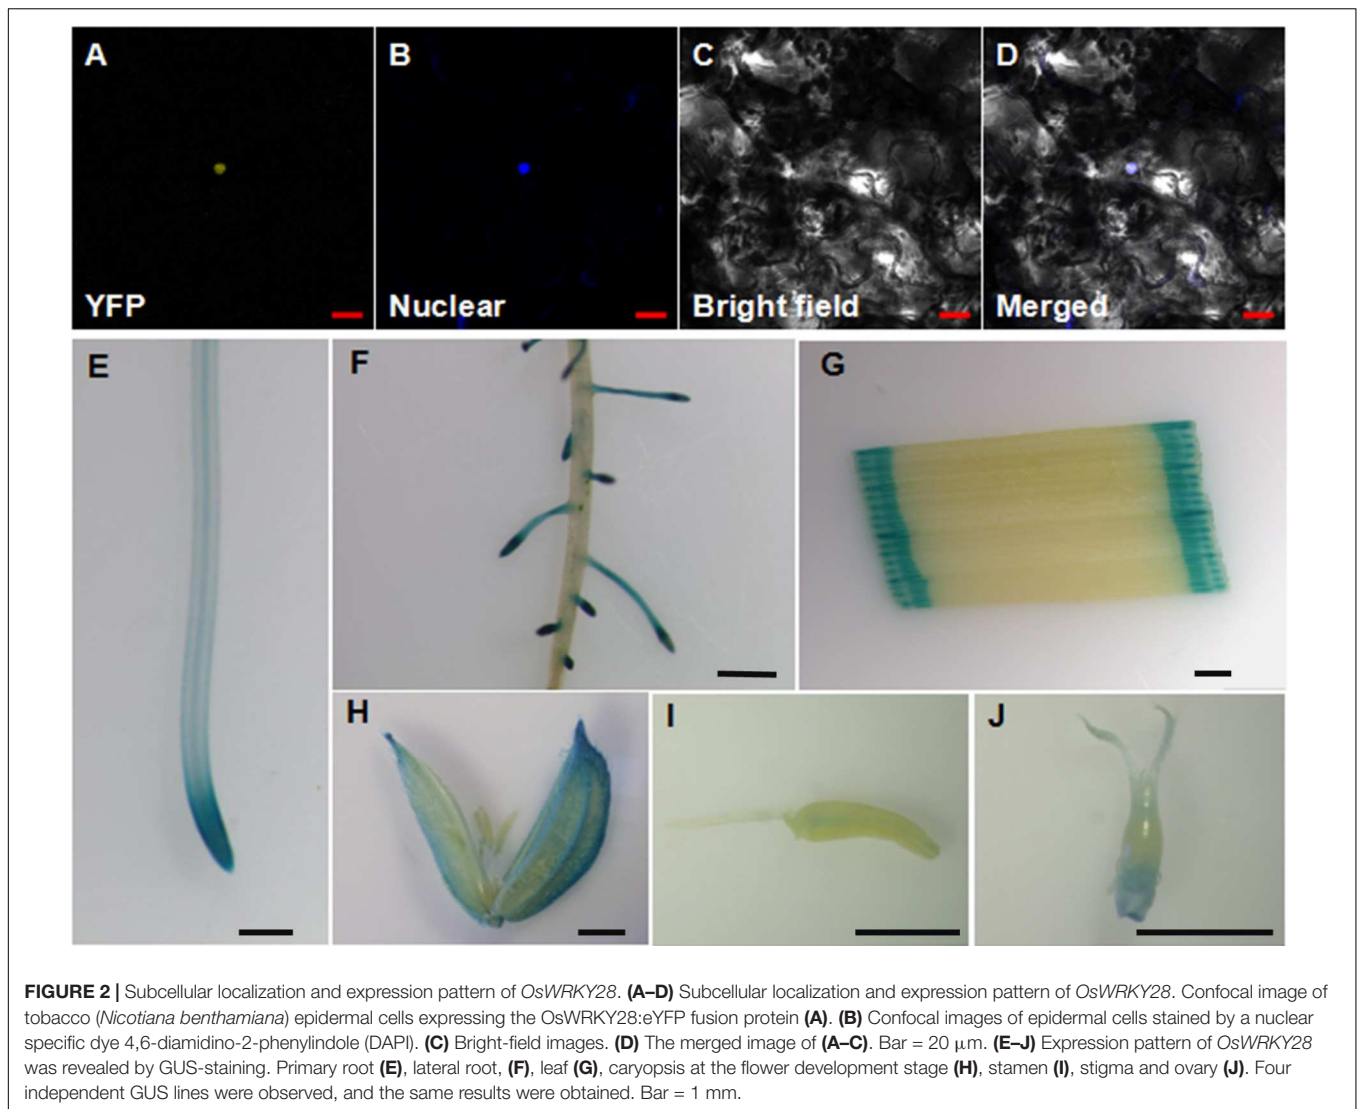 A
B
C
D
YFP
Nuclear
Bright field
Merged
E
F
G
H
I
J
FIGURE 2 | Subcellular localization and expression pattern of OsWRKY28. (A–D) Subcellular localization and expression pattern of OsWRKY28. Confocal image of
tobacco (Nicotiana benthamiana) epidermal cells expressing the OsWRKY28:eYFP fusion protein (A). (B) Confocal images of epidermal cells stained by a nuclear
specific dye 4,6-diamidino-2-phenylindole (DAPI). (C) Bright-field images. (D) The merged image of (A–C). Bar = 20 μm. (E–J) Expression pattern of OsWRKY28
was revealed by GUS-staining. Primary root (E), lateral root, (F), leaf (G), caryopsis at the flower development stage (H), stamen (I), stigma and ovary (J). Four
independent GUS lines were observed, and the same results were obtained. Bar = 1 mm.